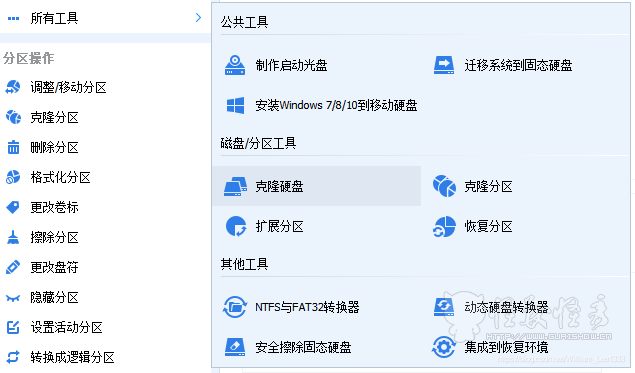 所有工具
分区操作
调整/移动分区
克隆分区
删除分区
格式化分区
更改卷标
擦除分区
更改盘符
隐藏分区
设置活动分区
转换成逻辑分区
公共工具
制作启动光盘
迁移系统到固态硬盘
安装Windows 7/8/10到移动硬盘
磁盘/分区工具
克隆硬盘
克隆分区
扩展分区
恢复分区
其他工具
NTFS与FAT32转换器
动态硬盘转换器
安全擦除固态硬盘
集成到恢复环境